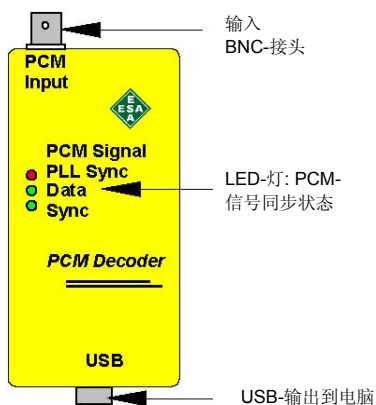 输入
BNC-接头
PCM
Input
E
ESA
A
PCM Signal
PLL Sync
Data
Sync
LED-灯: PCM-
信号同步状态
PCM Decoder
USB
USB-输出到电脑